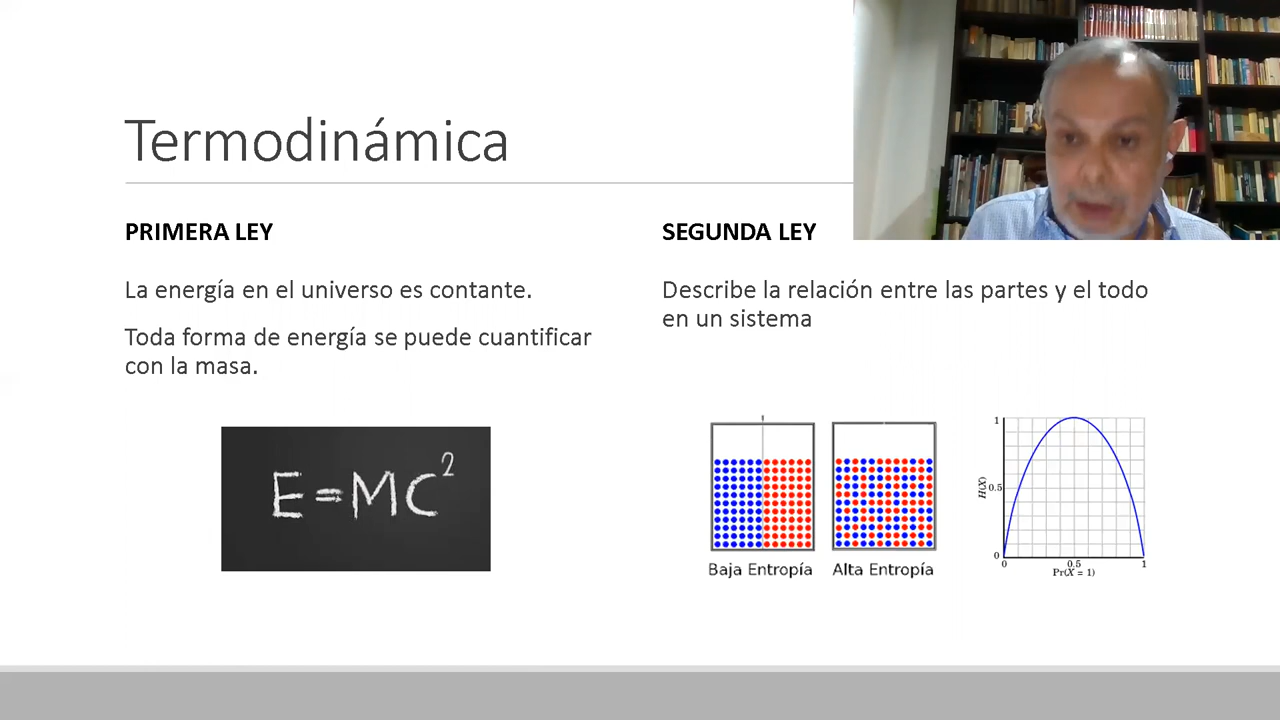 Termodinámica
PRIMERA LEY
La energía en el universo es contante.
Toda forma de energía se puede cuantificar
con la masa.
E=MC²
SEGUNDA LEY
Describe la relación entre las partes y el todo
en un sistema
Baja Entropía
Alta Entropía
1
0.5
0
H(X)
0
0.5
1
Pr(X = 1)